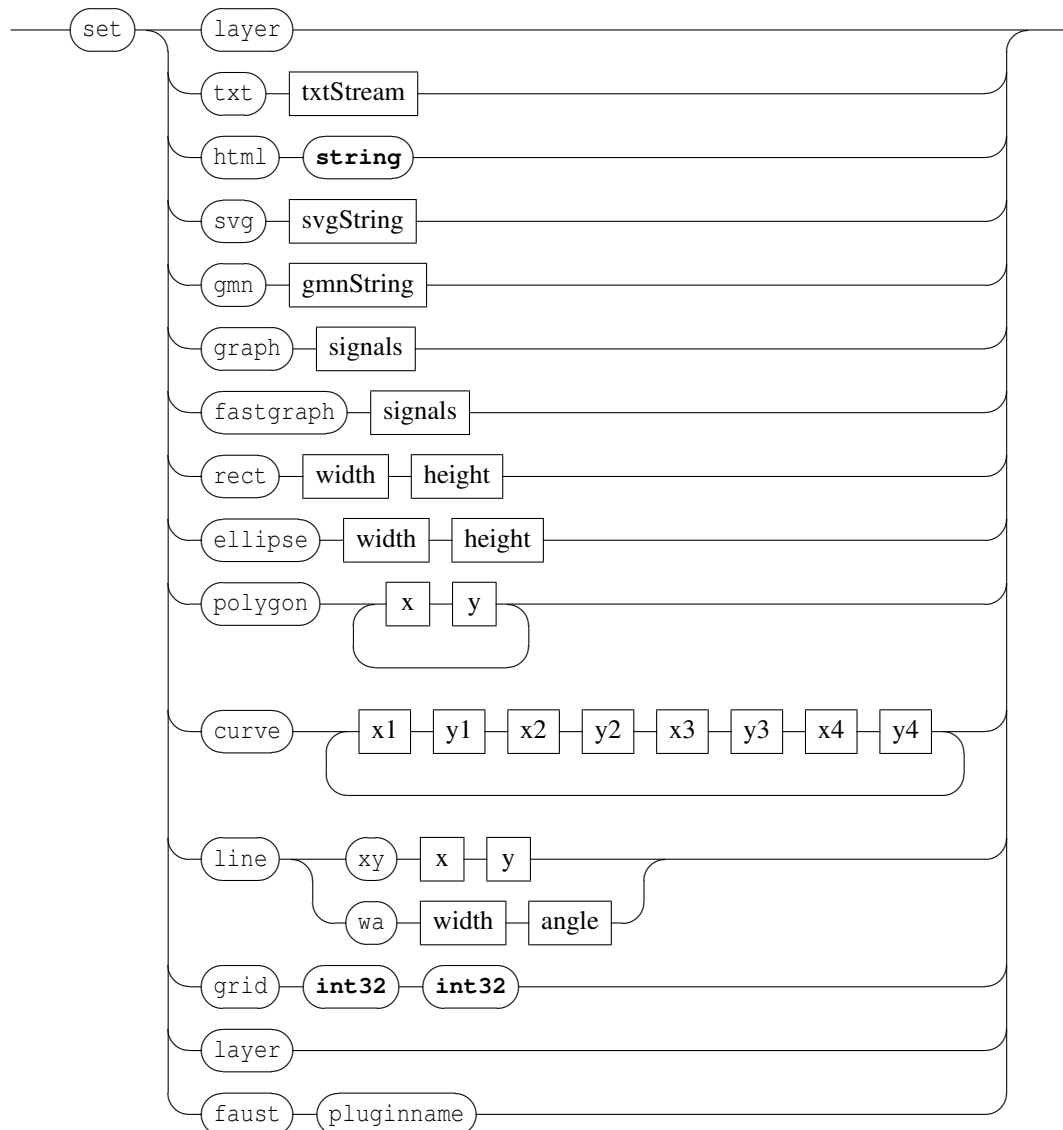 set layer
txt txtStream
html string
svg svgString
gmn gmnString
graph signals
fastgraph signals
rect width height
ellipse width height
polygon x y
curve x1 y1 x2 y2 x3 y3 x4 y4
line xy x y
wa width angle
grid int32 int32
layer
faust pluginname